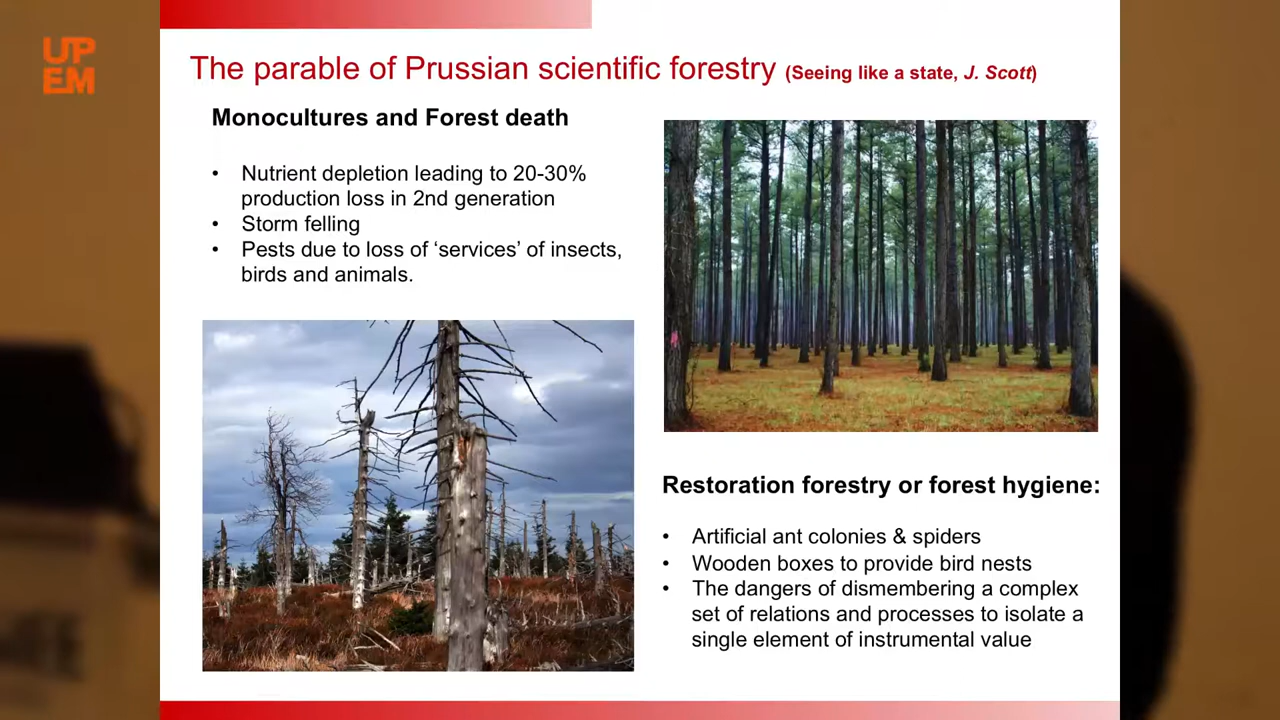 UP
EM
The parable of Prussian scientific forestry (Seeing like a state, J. Scott)
Monocultures and Forest death
• Nutrient depletion leading to 20-30%
production loss in 2nd generation
• Storm felling
• Pests due to loss of ‘services’ of insects,
birds and animals.
Restoration forestry or forest hygiene:
• Artificial ant colonies & spiders
• Wooden boxes to provide bird nests
• The dangers of dismembering a complex
set of relations and processes to isolate a
single element of instrumental value